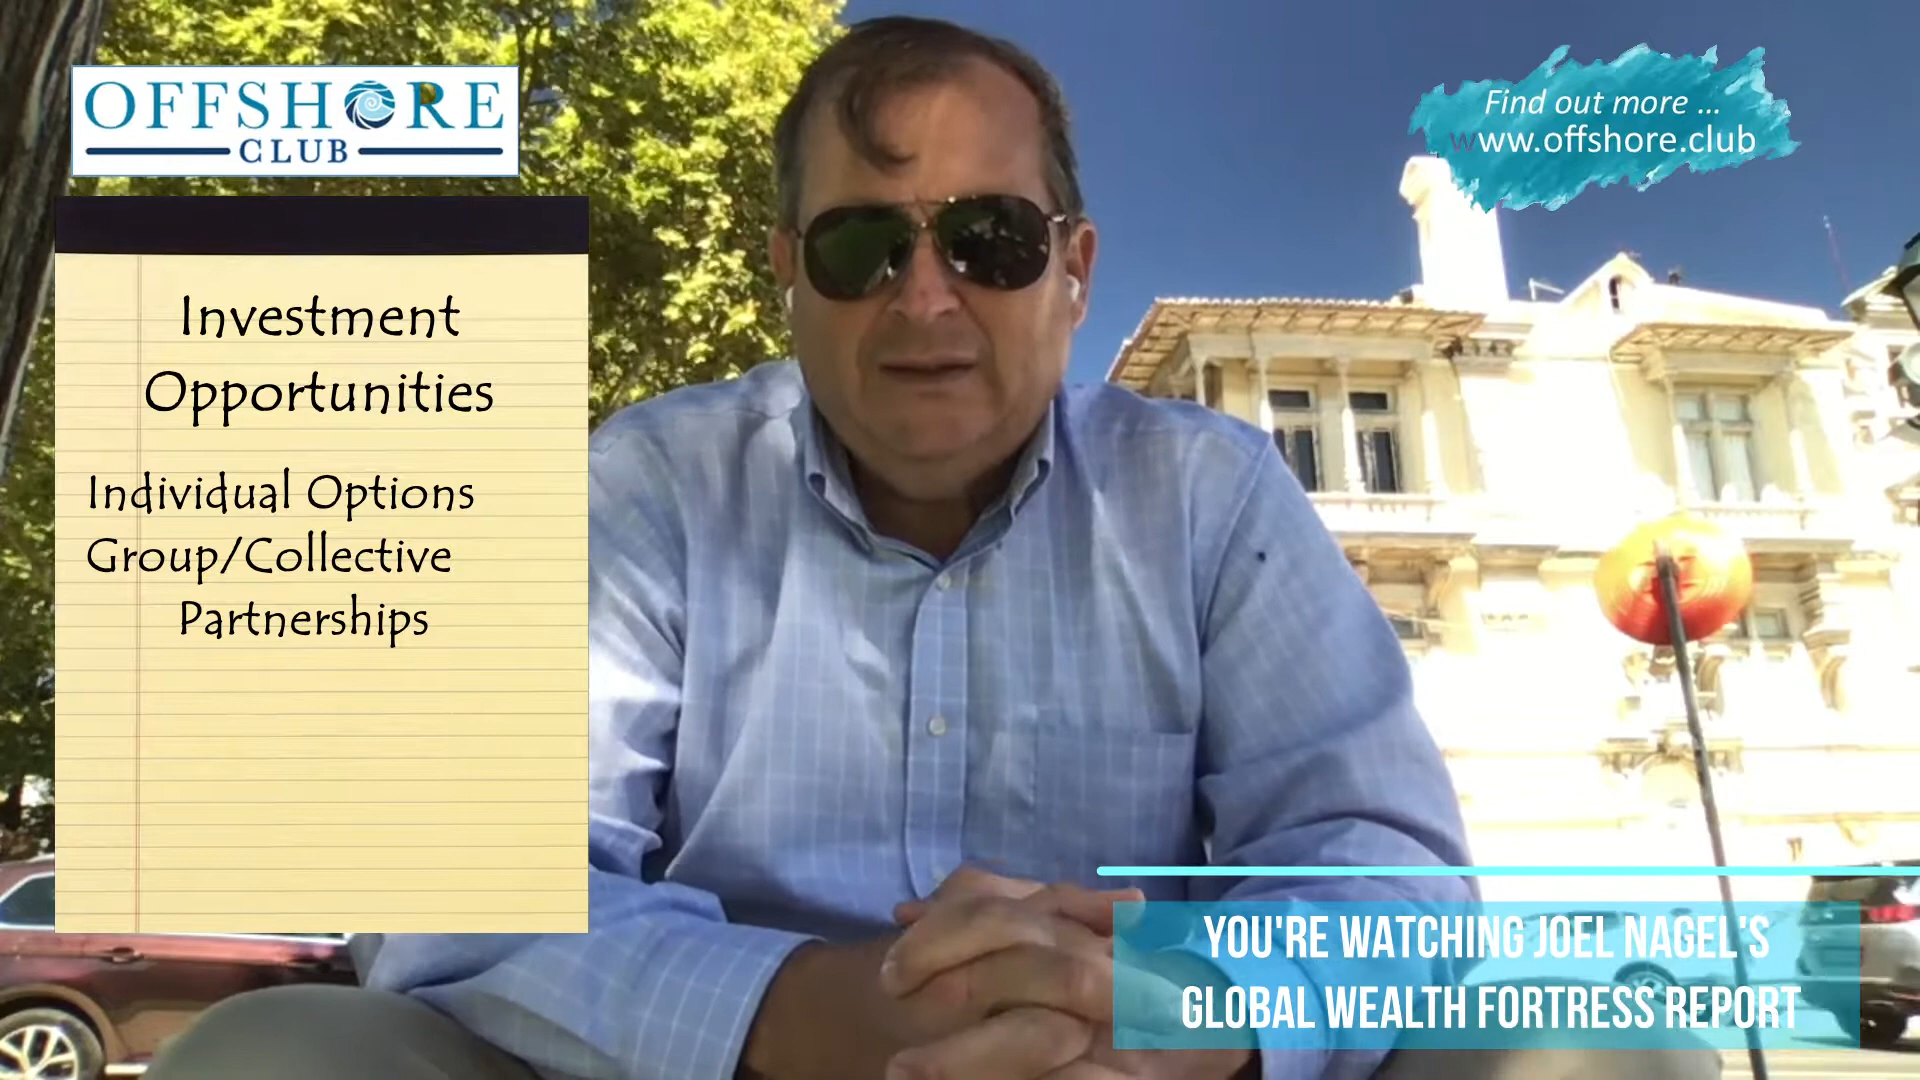 OFFSHORE
CLUB
Find out more ...
www.offshore.club
Investment
Opportunities
Individual Options
Group/Collective
Partnerships
YOU'RE WATCHING JOEL NAGEL'S
GLOBAL WEALTH FORTRESS REPORT